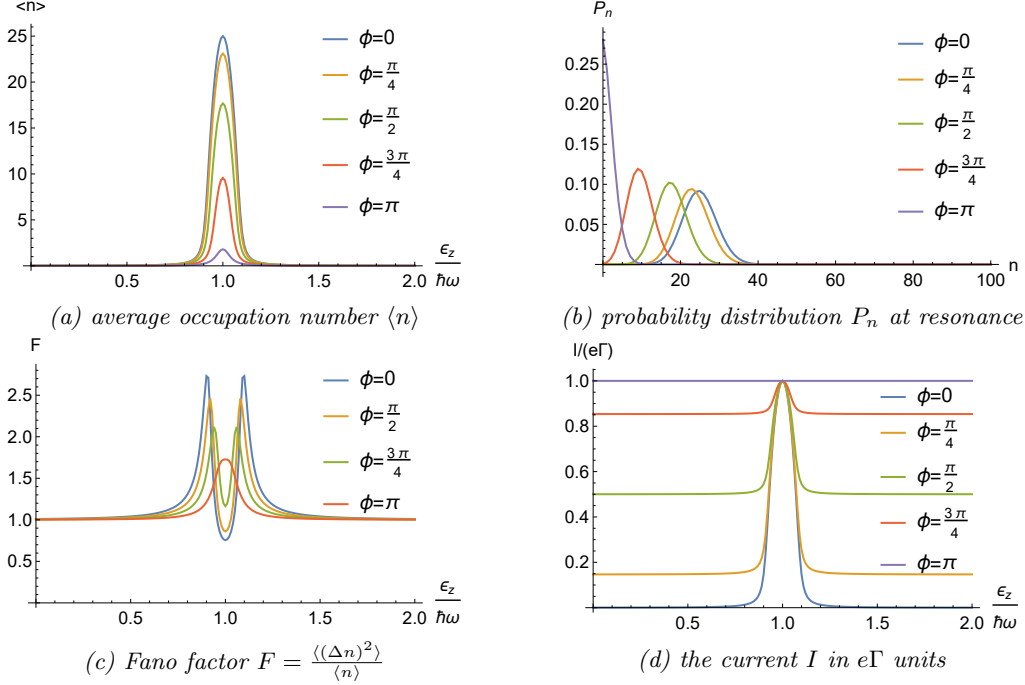 <n>
25
20
15
10
5
0.5
1.0
1.5
2.0
ϵz/ℏω
ϕ=0
ϕ=π/4
ϕ=π/2
ϕ=3π/4
ϕ=π
(a) average occupation number ⟨n⟩
Pn
0.25
0.20
0.15
0.10
0.05
0
20
40
60
80
100
n
ϕ=0
ϕ=π/4
ϕ=π/2
ϕ=3π/4
ϕ=π
(b) probability distribution Pn at resonance
F
2.5
2.0
1.5
1.0
0.5
0.5
1.0
1.5
2.0
ϵz/ℏω
ϕ=0
ϕ=π/2
ϕ=3π/4
ϕ=π
(c) Fano factor F = ⟨(Δn)²⟩/⟨n⟩
I/(eΓ)
1.0
0.8
0.6
0.4
0.2
0.5
1.0
1.5
2.0
ϵz/ℏω
ϕ=0
ϕ=π/4
ϕ=π/2
ϕ=3π/4
ϕ=π
(d) the current I in eΓ units